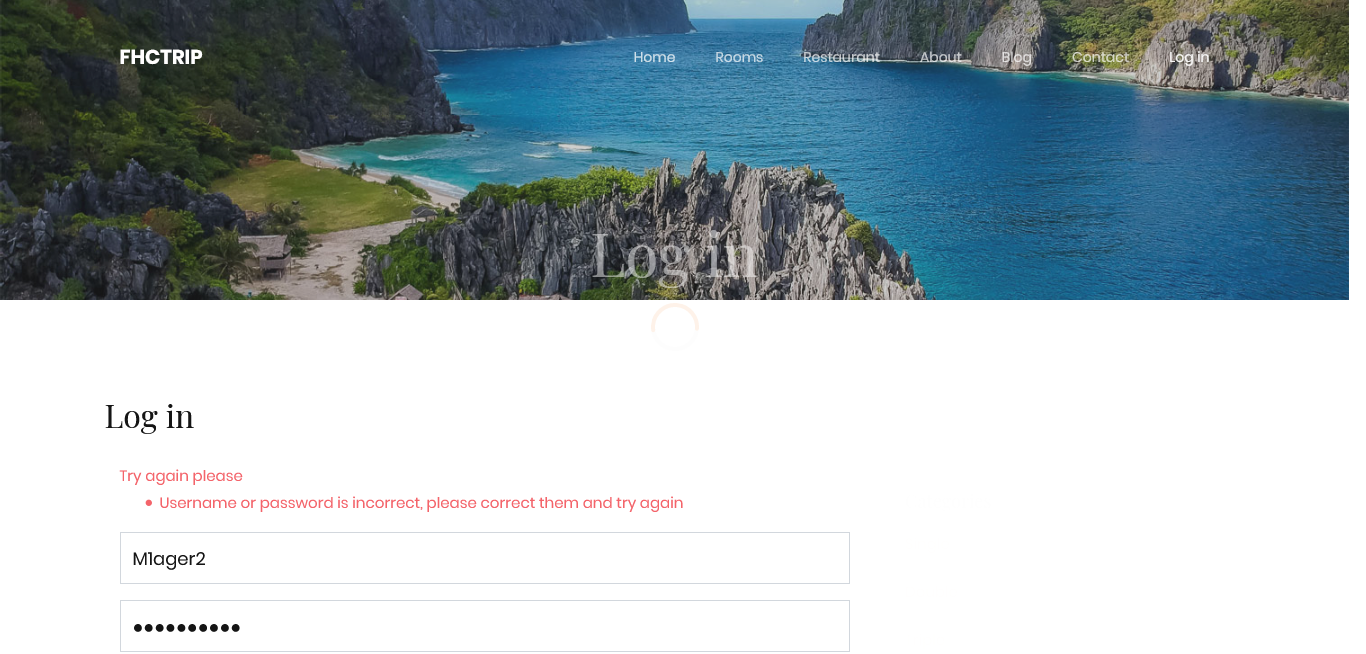 FHCTRIP
Home Rooms Restaurant About Blog Contact Log in
Log in
Log in
Try again please
Username or password is incorrect, please correct them and try again
M1ager2